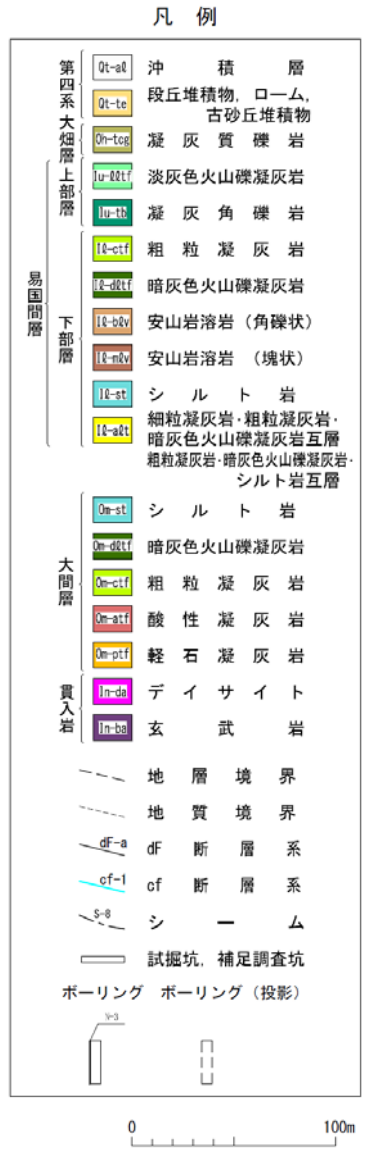 凡 例
第四系
Qt-aℓ 沖積層
Qt-te 段丘堆積物，ローム，
古砂丘堆積物
大畑層
Oh-tcg 凝灰質礫岩
易国間層
上部層
Iu-ℓℓtf 淡灰色火山礫凝灰岩
Iu-tb 凝灰角礫岩
下部層
Iℓ-ctf 粗粒凝灰岩
Iℓ-dℓtf 暗灰色火山礫凝灰岩
Iℓ-bℓv 安山岩溶岩（角礫状）
Iℓ-mℓv 安山岩溶岩（塊状）
Iℓ-st シルト岩
Iℓ-aℓt 細粒凝灰岩・粗粒凝灰岩・
暗灰色火山礫凝灰岩互層
粗粒凝灰岩・暗灰色火山礫凝灰岩・
シルト岩互層
大間層
Om-st シルト岩
Om-dℓtf 暗灰色火山礫凝灰岩
Om-ctf 粗粒凝灰岩
Om-atf 酸性凝灰岩
Om-ptf 軽石凝灰岩
貫入岩
In-da デイサイト
In-ba 玄武岩
地層境界
地質境界
dF-a dF断層系
cf-1 cf断層系
S-8 シーム
試掘坑，補足調査坑
ボーリング ボーリング（投影）
N-3
0 100m